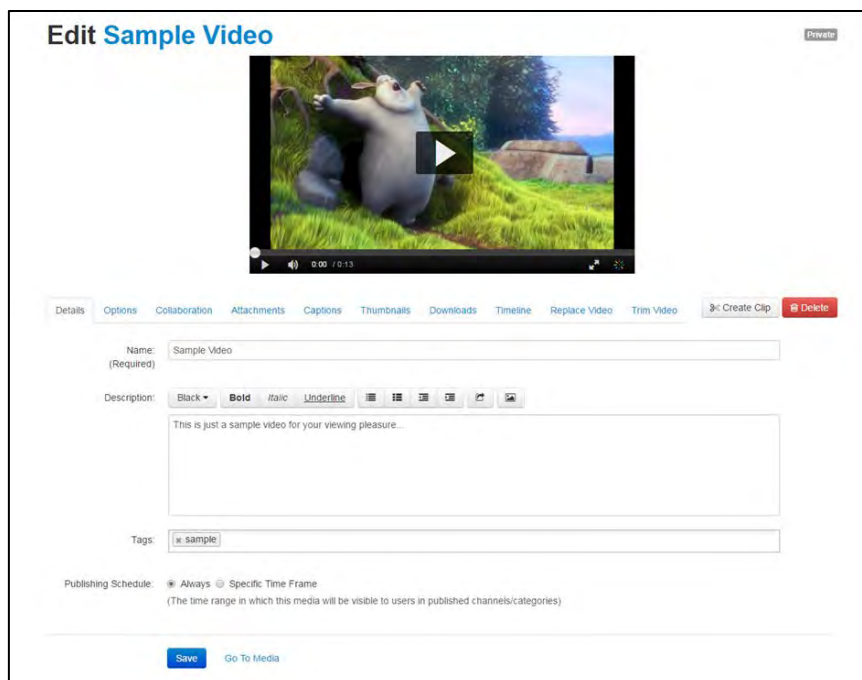 Edit Sample Video
Private
0:00 / 0:13
Details Options Collaboration Attachments Captions Thumbnails Downloads Timeline Replace Video Trim Video Create Clip Delete
Name: Sample Video
(Required)
Description: Black Bold Italic Underline
This is just a sample video for your viewing pleasure...
Tags: x sample
Publishing Schedule: Always Specific Time Frame
(The time range in which this media will be visible to users in published channels/categories)
Save Go To Media